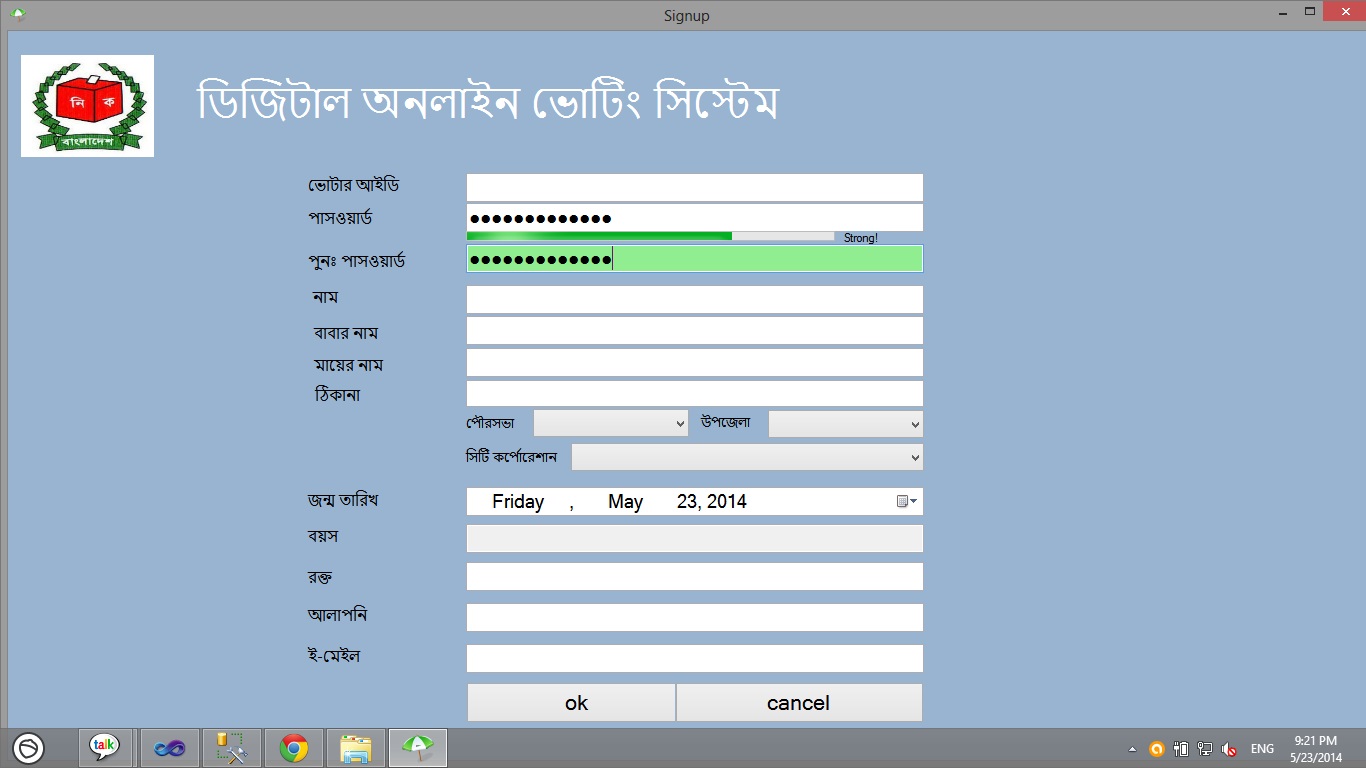 Signup
নি ক
বাংলাদেশ
ডিজিটাল অনলাইন ভোটিং সিস্টেম
ভোটার আইডি
পাসওয়ার্ড
Strong!
পুনঃ পাসওয়ার্ড
নাম
বাবার নাম
মায়ের নাম
ঠিকানা
পৌরসভা উপজেলা
সিটি কর্পোরেশান
জন্ম তারিখ Friday , May 23, 2014
বয়স
রক্ত
আলাপনি
ই-মেইল
ok cancel
talk
ENG
9:21 PM
5/23/2014